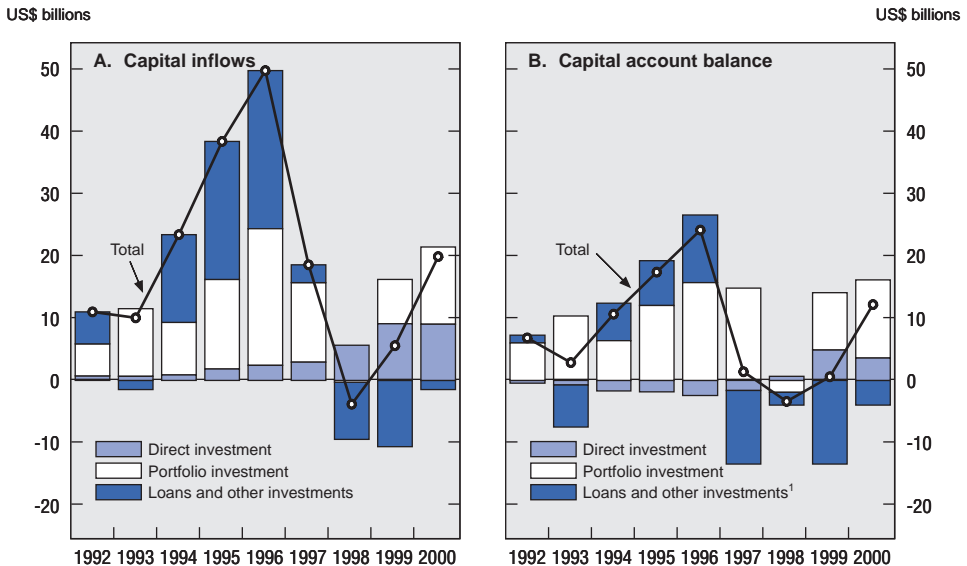 US$ billions
US$ billions
A. Capital inflows
B. Capital account balance
50
40
30
20
10
0
-10
-20
50
40
30
20
10
0
-10
-20
Total
Total
Direct investment
Portfolio investment
Loans and other investments
Direct investment
Portfolio investment
Loans and other investments¹
1992 1993 1994 1995 1996 1997 1998 1999 2000
1992 1993 1994 1995 1996 1997 1998 1999 2000